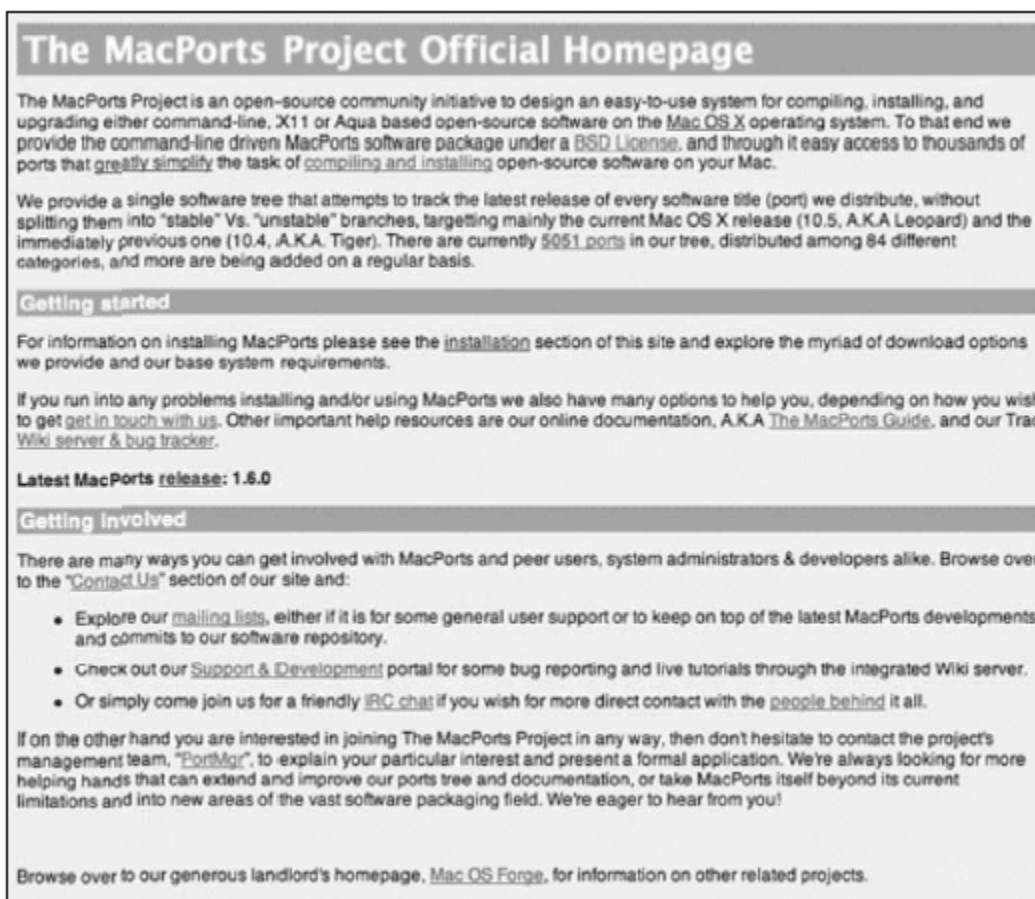 The MacPorts Project Official Homepage
The MacPorts Project is an open-source community initiative to design an easy-to-use system for compiling, installing, and
upgrading either command-line, X11 or Aqua based open-source software on the Mac OS X operating system. To that end we
provide the command-line driven MacPorts software package under a BSD License, and through it easy access to thousands of
ports that greatly simplify the task of compiling and installing open-source software on your Mac.
We provide a single software tree that attempts to track the latest release of every software title (port) we distribute, without
splitting them into "stable" Vs. "unstable" branches, targetting mainly the current Mac OS X release (10.5, A.K.A Leopard) and the
immediately previous one (10.4, A.K.A. Tiger). There are currently 5051 ports in our tree, distributed among 84 different
categories, and more are being added on a regular basis.
Getting started
For information on installing MacPorts please see the installation section of this site and explore the myriad of download options
we provide and our base system requirements.
If you run into any problems installing and/or using MacPorts we also have many options to help you, depending on how you wish
to get get in touch with us. Other important help resources are our online documentation, A.K.A The MacPorts Guide, and our Trac
Wiki server & bug tracker.
Latest MacPorts release: 1.6.0
Getting involved
There are many ways you can get involved with MacPorts and peer users, system administrators & developers alike. Browse over
to the "Contact Us" section of our site and:
• Explore our mailing lists, either if it is for some general user support or to keep on top of the latest MacPorts developments
and commits to our software repository.
• Check out our Support & Development portal for some bug reporting and live tutorials through the integrated Wiki server.
• Or simply come join us for a friendly IRC chat if you wish for more direct contact with the people behind it all.
If on the other hand you are interested in joining The MacPorts Project in any way, then don't hesitate to contact the project's
management team, "PortMgr", to explain your particular interest and present a formal application. We're always looking for more
helping hands that can extend and improve our ports tree and documentation, or take MacPorts itself beyond its current
limitations and into new areas of the vast software packaging field. We're eager to hear from you!
Browse over to our generous landlord's homepage, Mac OS Forge, for information on other related projects.